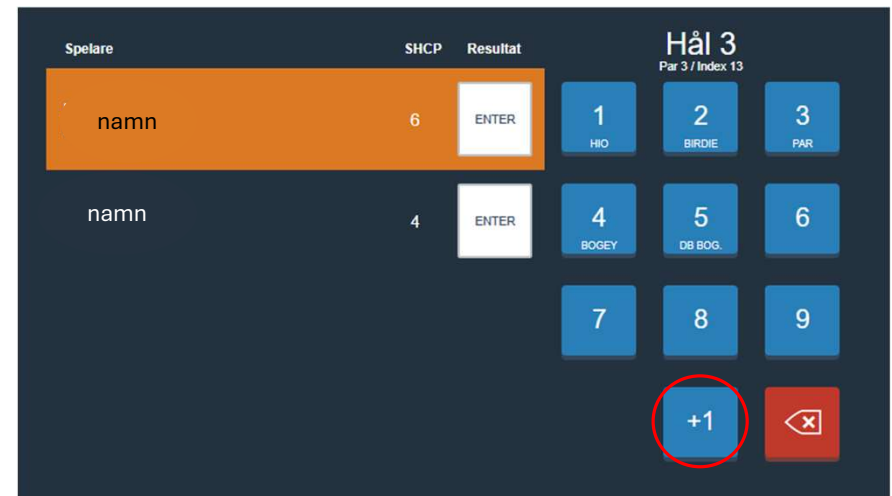 Spelare SHCP Resultat
Hål 3
Par 3 / Index 13
namn 6 ENTER
namn 4 ENTER
1 2 3
HIO BIRDIE PAR
4 5 6
BOGEY DB BOG.
7 8 9
+1